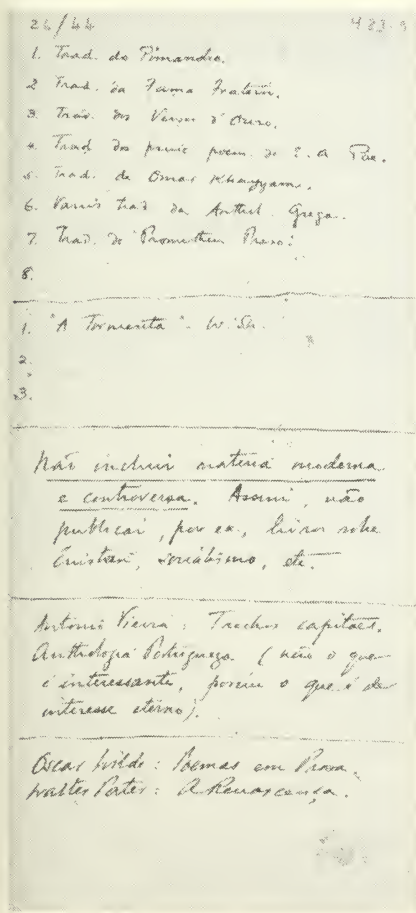 26/44
1. Trad. do Pimandro.
2 Trad. da Fama Fratern.
3. Trad. dos Versos d'Ouro.
4. Trad dos princ poem. de E. A Poe.
5. Trad. de Omar Khayyam.
6. Varias trad da Anthol. Grega.
7. Trad. do Prometheu Preso.
8.
1. "A Tormenta" - W. Sh.
2.
3.
Não incluir materia moderna
e controversa. Assim, não
publicar, por ex, livros sobre
socialismo, etc.
Antonio Vieira: Trechos capitaes.
Anthologia Portugueza. (não o que
é interessante, porém o que é de
interesse eterno).
Oscar Wilde: Poemas em Prosa.
Walter Pater: A Renascença.